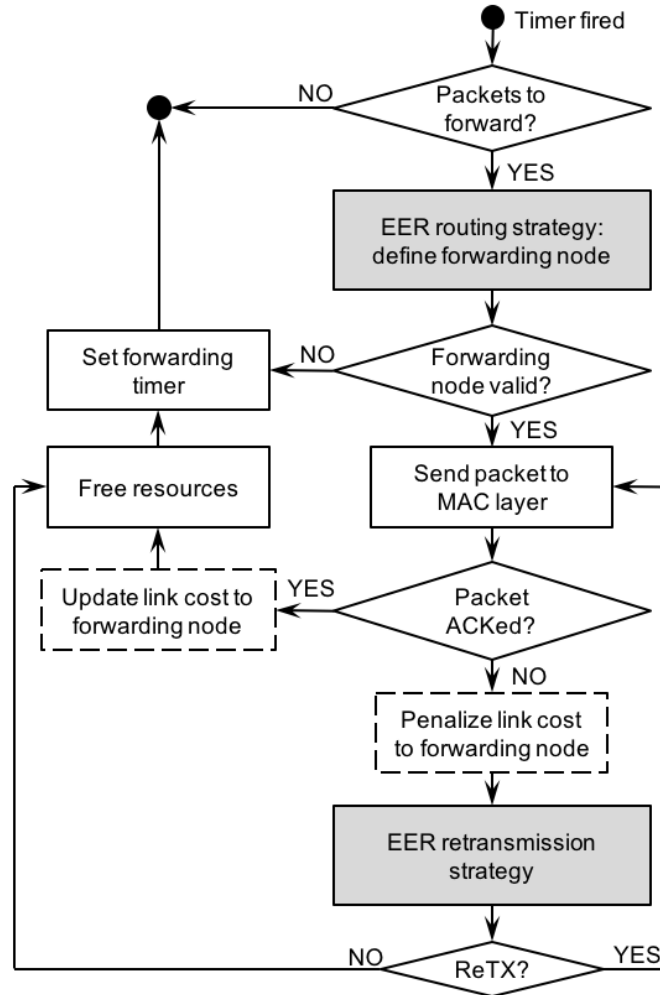 Timer fired
NO
Packets to
forward?
YES
EER routing strategy:
define forwarding node
Set forwarding
timer
NO
Forwarding
node valid?
YES
Free resources
Send packet to
MAC layer
Update link cost to
forwarding node
YES
Packet
ACKed?
NO
Penalize link cost
to forwarding node
EER retransmission
strategy
NO
ReTX?
YES